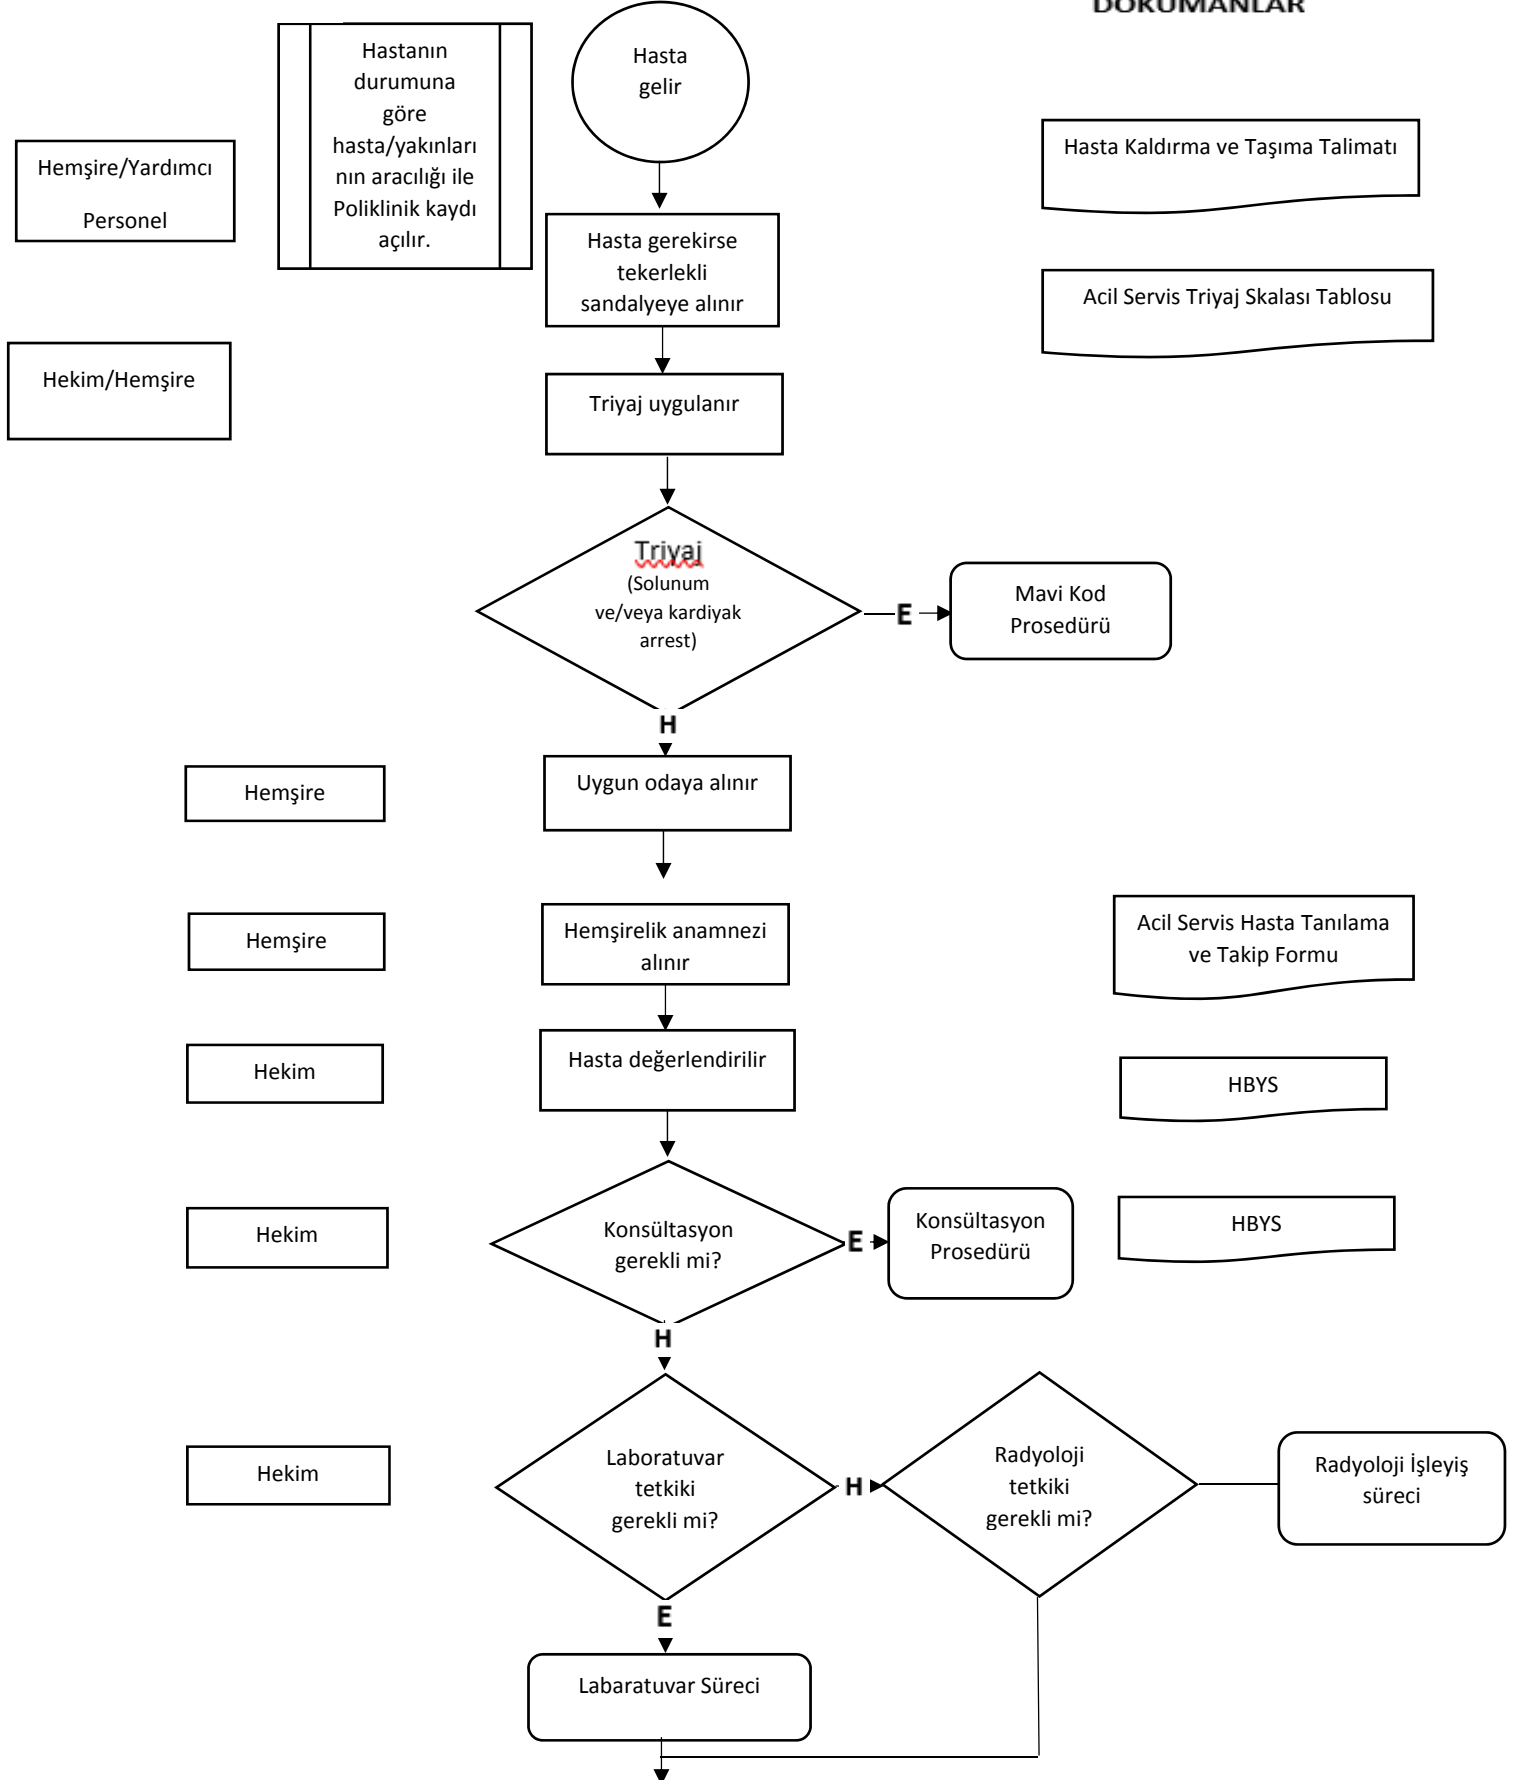 DOKÜMANLAR
Hasta
gelir
Hastanın
durumuna
göre
hasta/yakınları
nın aracılığı ile
Poliklinik kaydı
açılır.
Hemşire/Yardımcı
Personel
Hasta gerekirse
tekerlekli
sandalyeye alınır
Hasta Kaldırma ve Taşıma Talimatı
Acil Servis Triyaj Skalası Tablosu
Hekim/Hemşire
Triyaj uygulanır
Triyaj
(Solunum
ve/veya kardiyak
arrest)
E
Mavi Kod
Prosedürü
H
Hemşire
Uygun odaya alınır
Hemşire
Hemşirelik anamnezi
alınır
Acil Servis Hasta Tanılama
ve Takip Formu
Hekim
Hasta değerlendirilir
HBYS
Hekim
Konsültasyon
gerekli mi?
E
Konsültasyon
Prosedürü
HBYS
H
Hekim
Laboratuvar
tetkiki
gerekli mi?
H
Radyoloji
tetkiki
gerekli mi?
Radyoloji İşleyiş
süreci
E
Labaratuvar Süreci